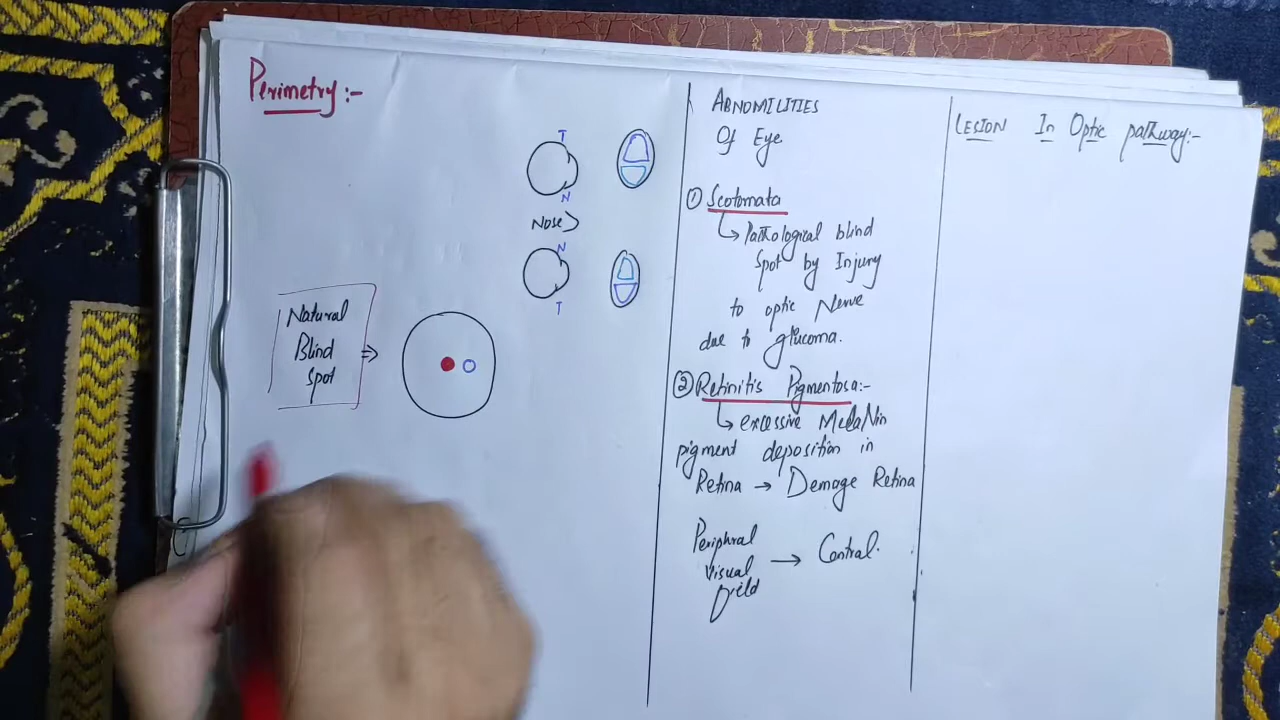 Perimetry:-
T
N
Nose
N
T
Natural
Blind
Spot
ABNOMILITIES
Of Eye
① Scotomata
Pathological blind
Spot by Injury
to optic Nerve
due to glucoma.
② Retinitis Pigmentosa:-
excessive MelaNin
pigment deposition in
Retina → Demage Retina
Periphral
Visual
field
→ Central.
LESION In Optic pathway:-